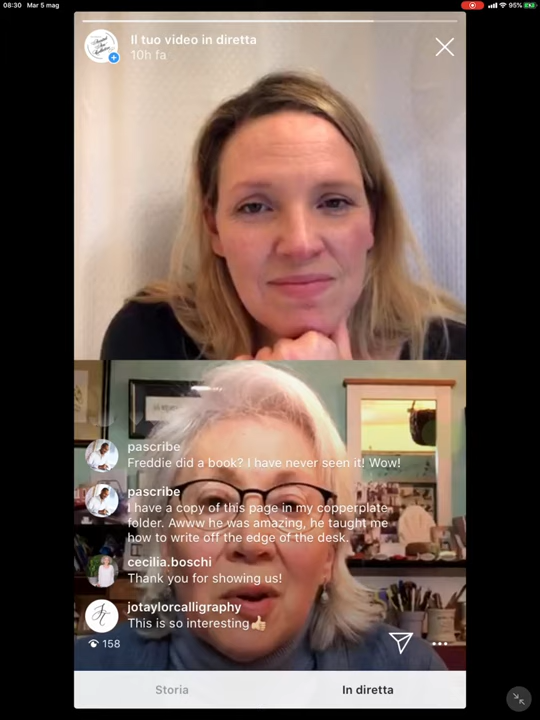 08:30 Mar 5 mag
95%
Il tuo video in diretta
10h fa
pascribe
Freddie did a book? I have never seen it! Wow!
pascribe
I have a copy of this page in my copperplate
folder. Awww he was amazing, he taught me
how to write off the edge of the desk.
cecilia.boschi
Thank you for showing us!
jotaylorcalligraphy
This is so interesting👍🏻
158
Storia
In diretta